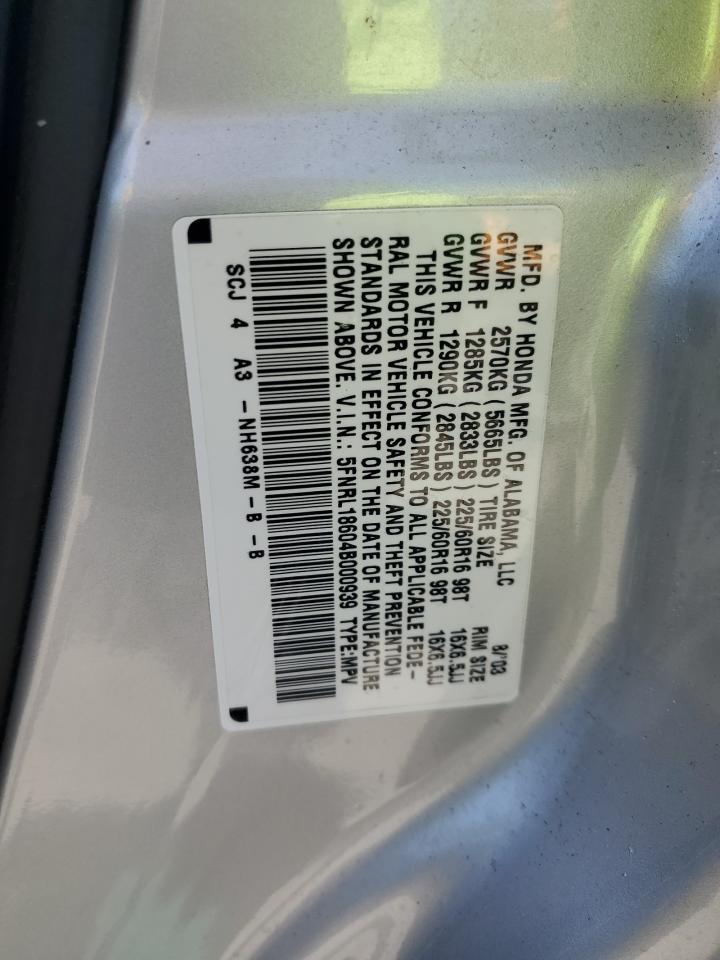 MFD. BY HONDA MFG. OF ALABAMA, LLC 8/'03
GVWR 2570KG (5665LBS) TIRE SIZE RIM SIZE
GVWR F 1285KG (2833LBS) 225/60R16 98T 16X6.5JJ
GVWR R 1290KG (2845LBS) 225/60R16 98T 16X6.5JJ
THIS VEHICLE CONFORMS TO ALL APPLICABLE FEDE-
RAL MOTOR VEHICLE SAFETY AND THEFT PREVENTION
STANDARDS IN EFFECT ON THE DATE OF MANUFACTURE
SHOWN ABOVE. V.I.N.: 5FNRL18604B000939 TYPE:MPV
SCJ 4 A3 -NH638M-B -B